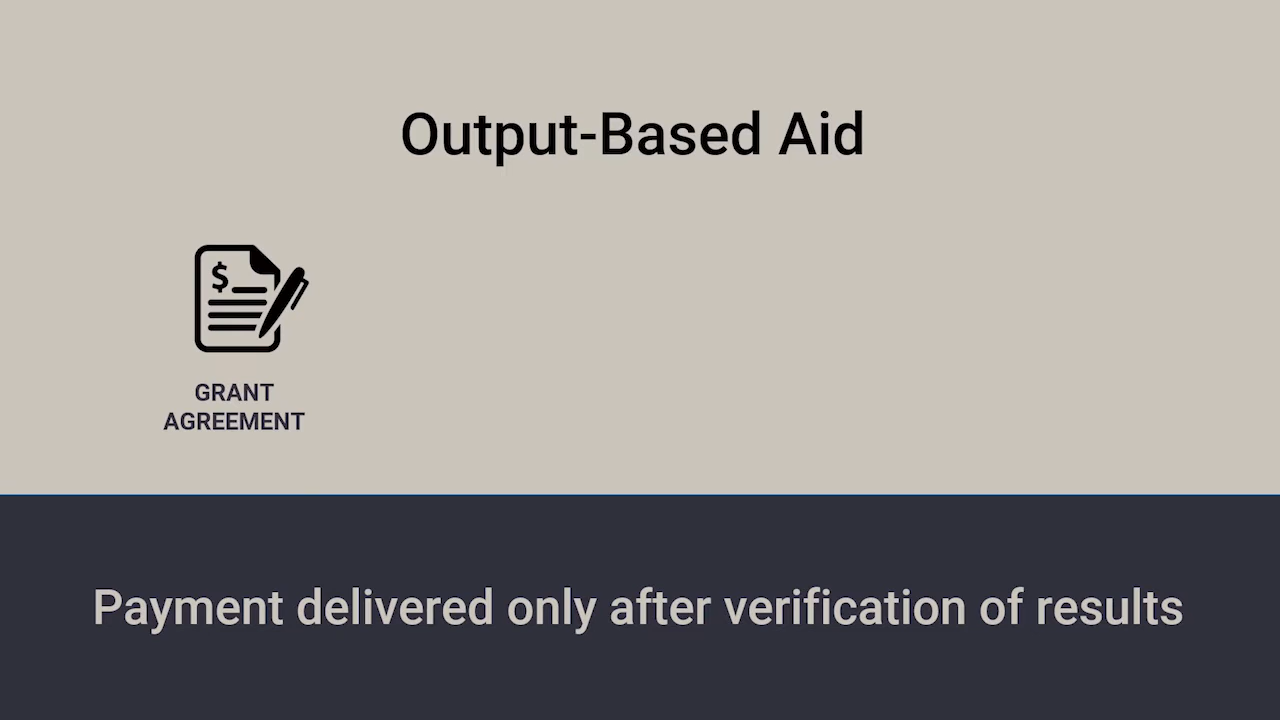 Output-Based Aid
$
GRANT
AGREEMENT
Payment delivered only after verification of results